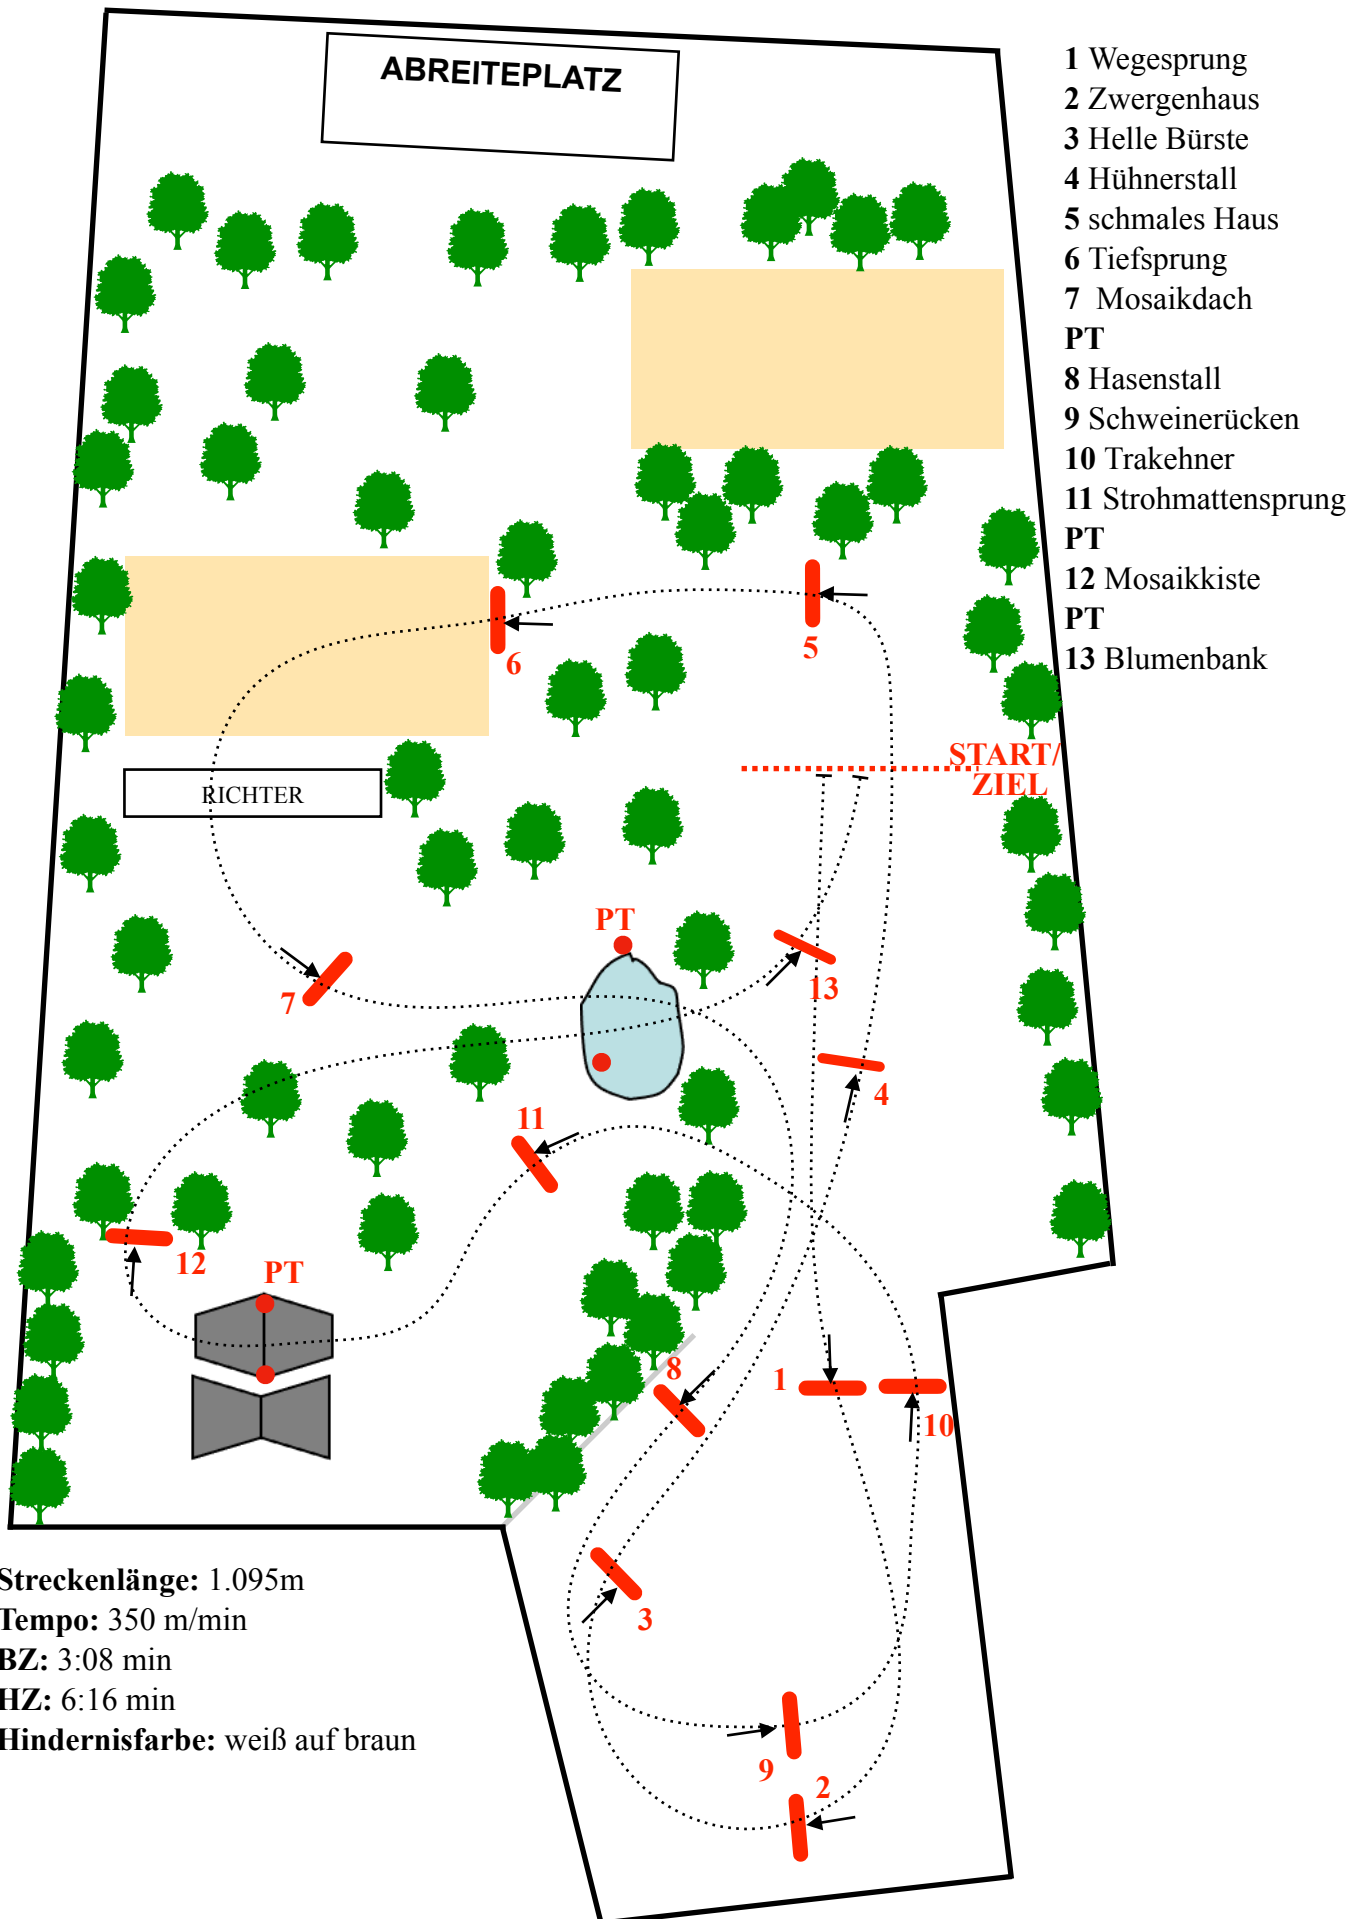 ABREITEPLATZ
1 Wegesprung
2 Zwergenhaus
3 Helle Bürste
4 Hühnerstall
5 schmales Haus
6 Tiefsprung
7 Mosaikdach
PT
8 Hasenstall
9 Schweinerücken
10 Trakehner
11 Strohmattensprung
PT
12 Mosaikkiste
PT
13 Blumenbank
5
6
START/
ZIEL
RICHTER
PT
7
13
4
11
12
PT
8
1
10
3
9
2
Streckenlänge: 1.095m
Tempo: 350 m/min
BZ: 3:08 min
HZ: 6:16 min
Hindernisfarbe: weiß auf braun